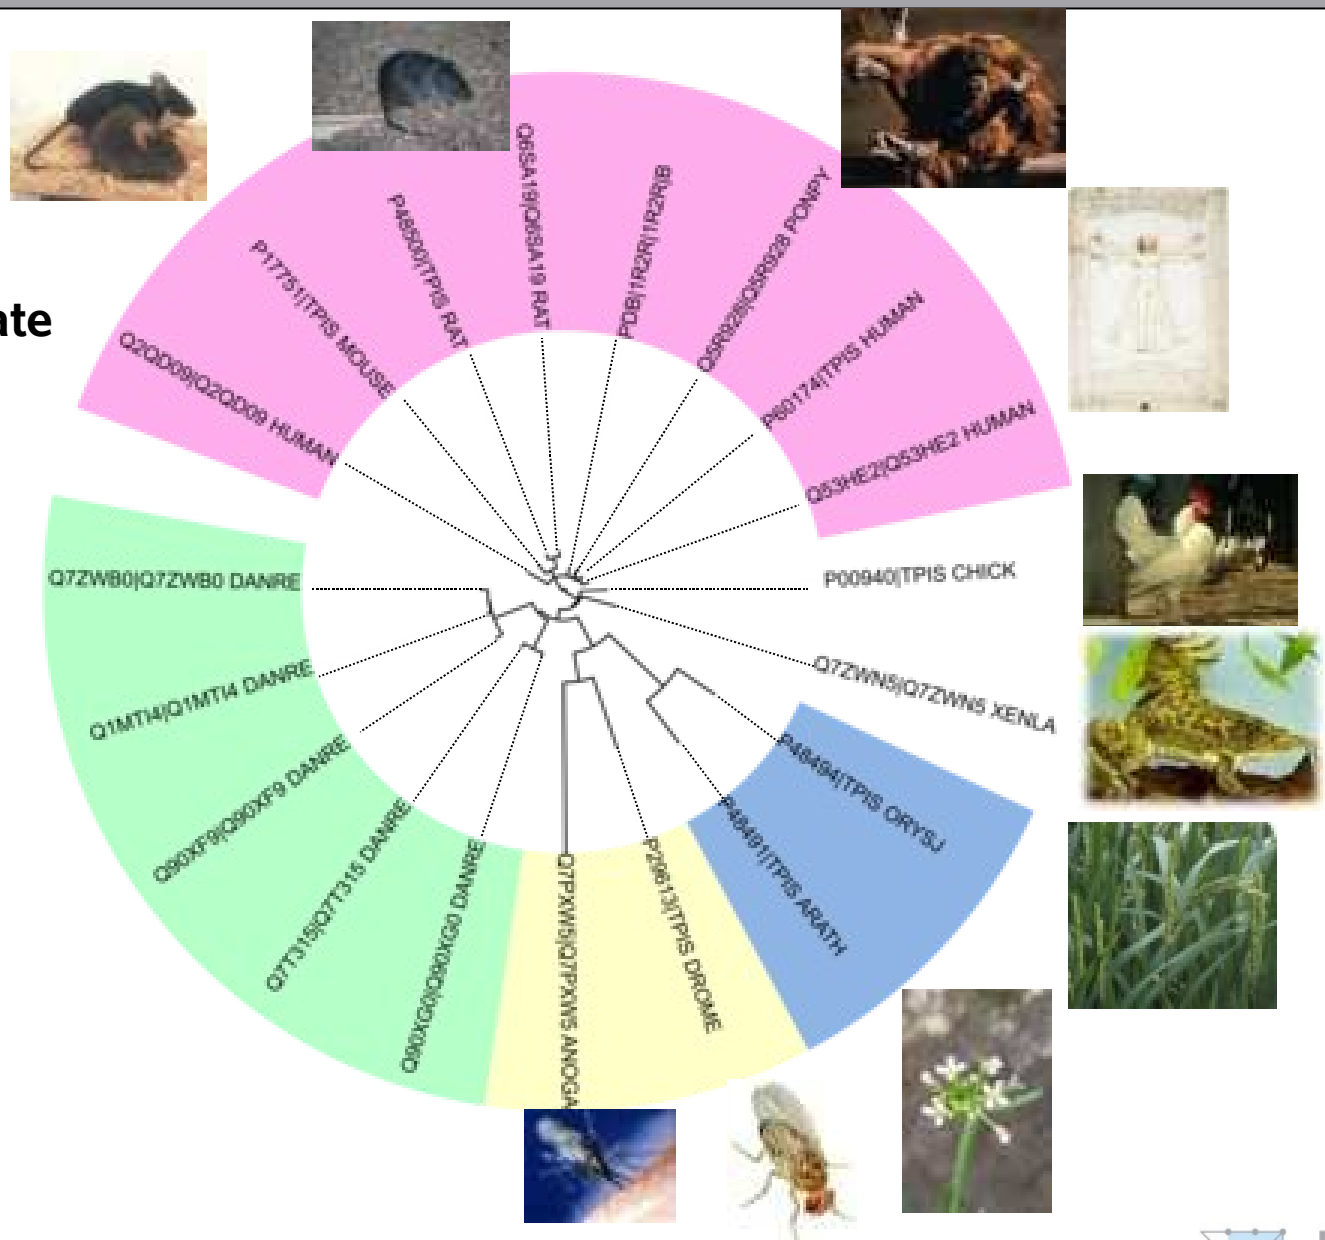 ate
Q2QD09|Q2QD09 HUMAN
P17751|TPIS MOUSE
P48500|TPIS RAT
Q6SA19|Q6SA19 RAT
PDB|1R2R|1R2R|B
Q5R928|Q5R928 PONPY
P60174|TPIS HUMAN
Q53HE2|Q53HE2 HUMAN
P00940|TPIS CHICK
Q7ZWN5|Q7ZWN5 XENLA
P48494|TPIS ORYSJ
P48491|TPIS ARATH
P29613|TPIS DROME
Q7PXW5|Q7PXW5 ANOGA
Q90XG0|Q90XG0 DANRE
Q7T315|Q7T315 DANRE
Q90XF9|Q90XF9 DANRE
Q1MTI4|Q1MTI4 DANRE
Q7ZWB0|Q7ZWB0 DANRE